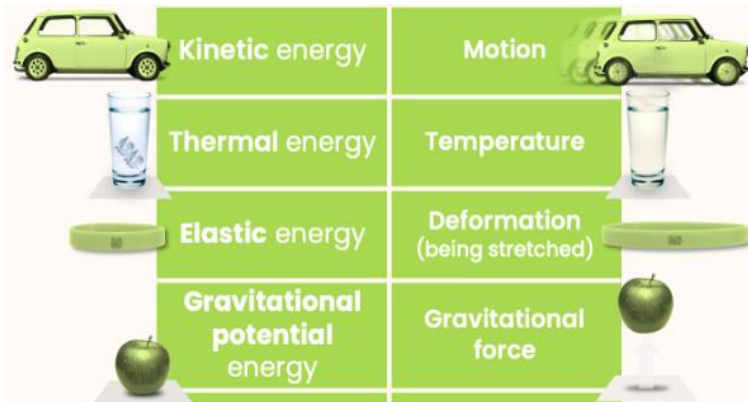 Kinetic energy
Motion
Thermal energy
Temperature
Elastic energy
Deformation
(being stretched)
Gravitational
potential
energy
Gravitational
force